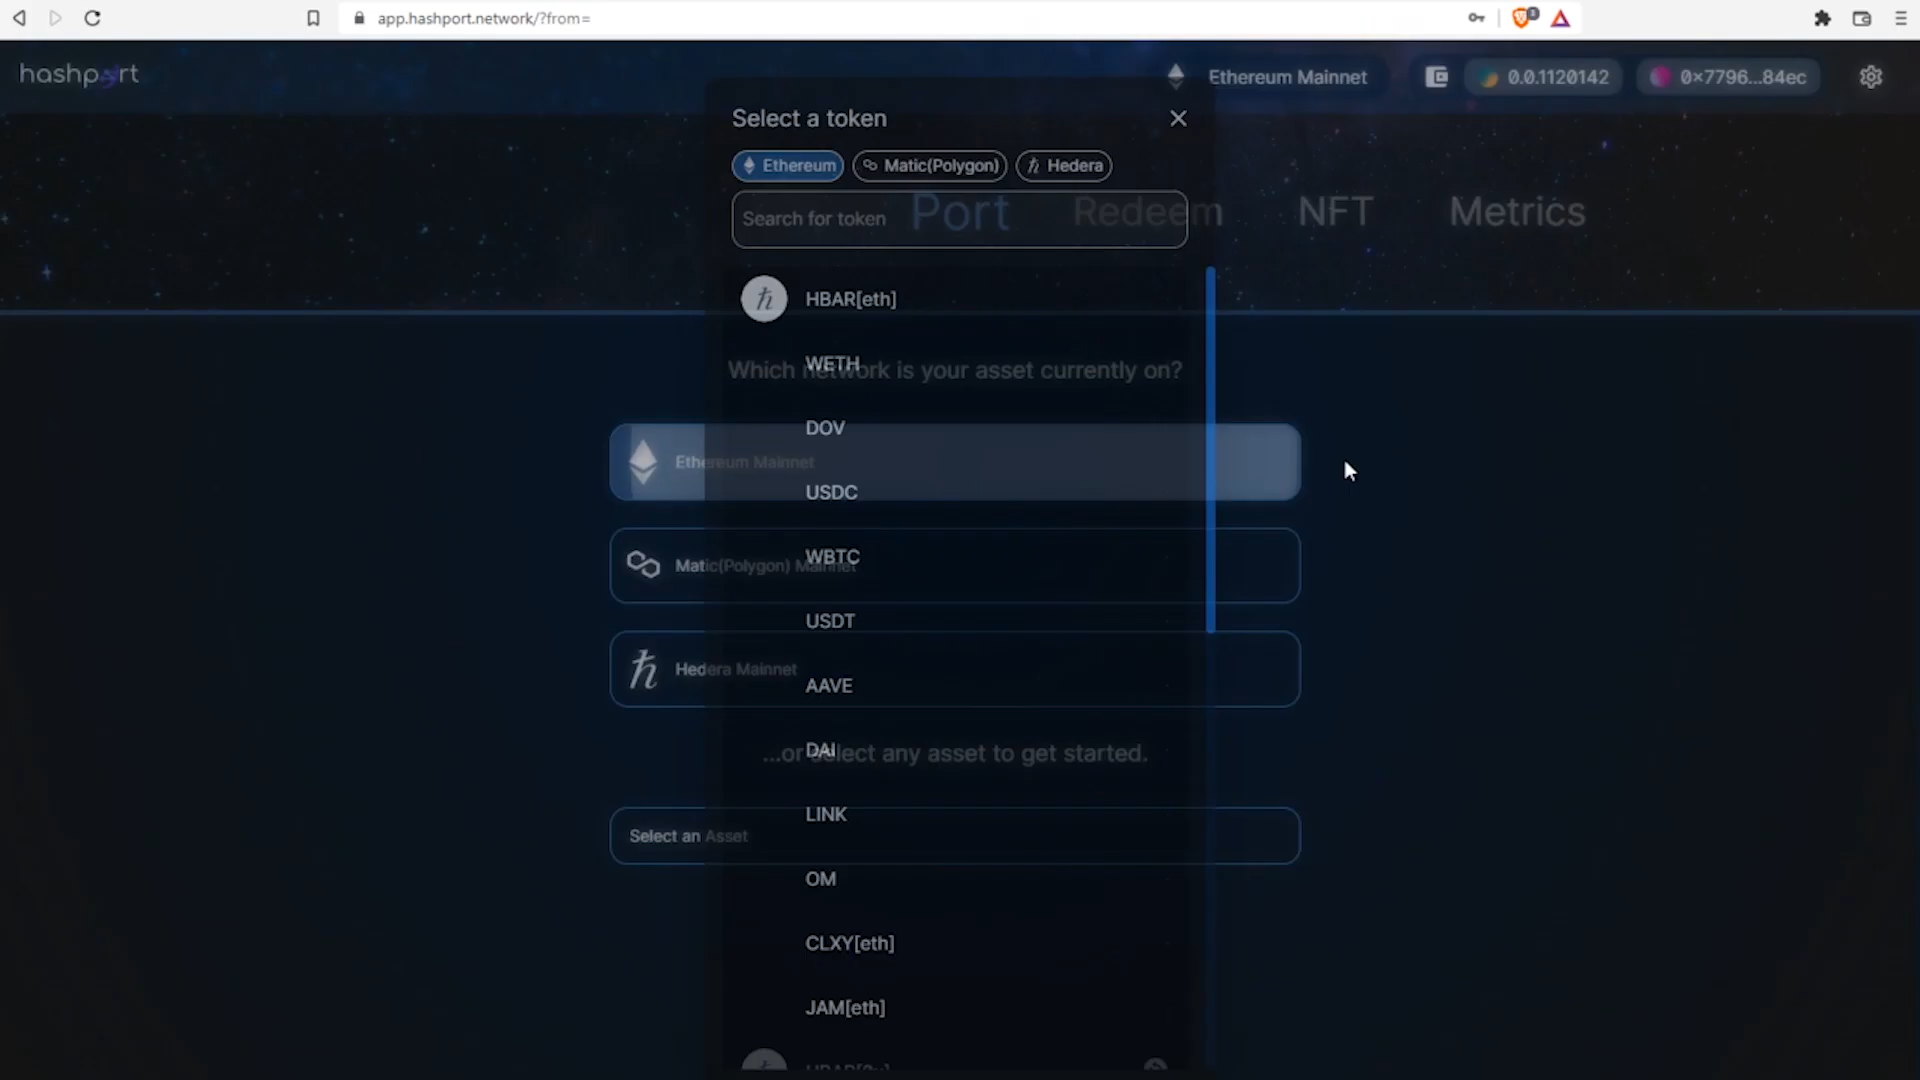 app.hashport.network/?from=
hashport
Ethereum Mainnet
0.0.1120142
0×7796...84ec
Select a token
Ethereum
Matic(Polygon)
Hedera
Search for token
Port
Redeem
NFT
Metrics
HBAR[eth]
Which network is your asset currently on?
WETH
DOV
Ethereum Mainnet
USDC
WBTC
Matic(Polygon) Mainnet
USDT
Hedera Mainnet
AAVE
...or select any asset to get started.
DAI
LINK
Select an Asset
OM
CLXY[eth]
JAM[eth]